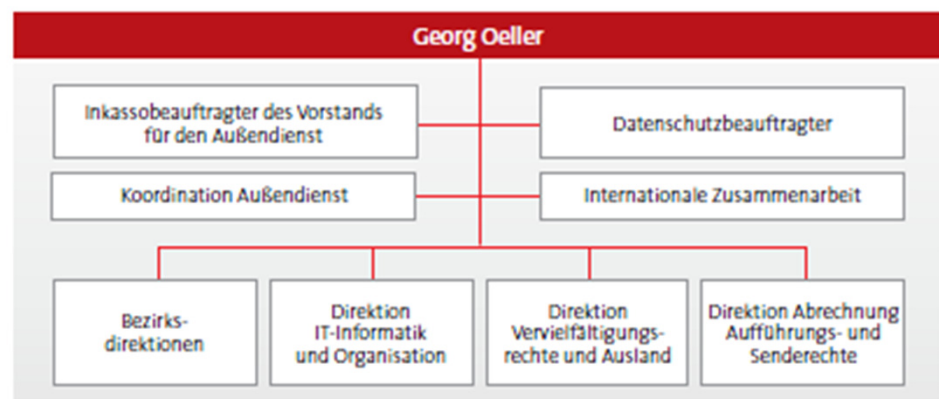 Georg Oeller
Inkassobeauftragter des Vorstands
für den Außendienst
Datenschutzbeauftragter
Koordination Außendienst
Internationale Zusammenarbeit
Bezirks-
direktionen
Direktion
IT-Informatik
und Organisation
Direktion
Vervielfältigungs-
rechte und Ausland
Direktion Abrechnung
Aufführungs- und
Senderechte